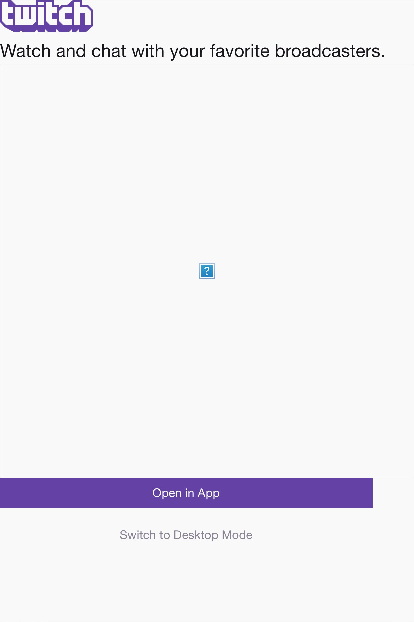 twitch
Watch and chat with your favorite broadcasters.
?
Open in App
Switch to Desktop Mode